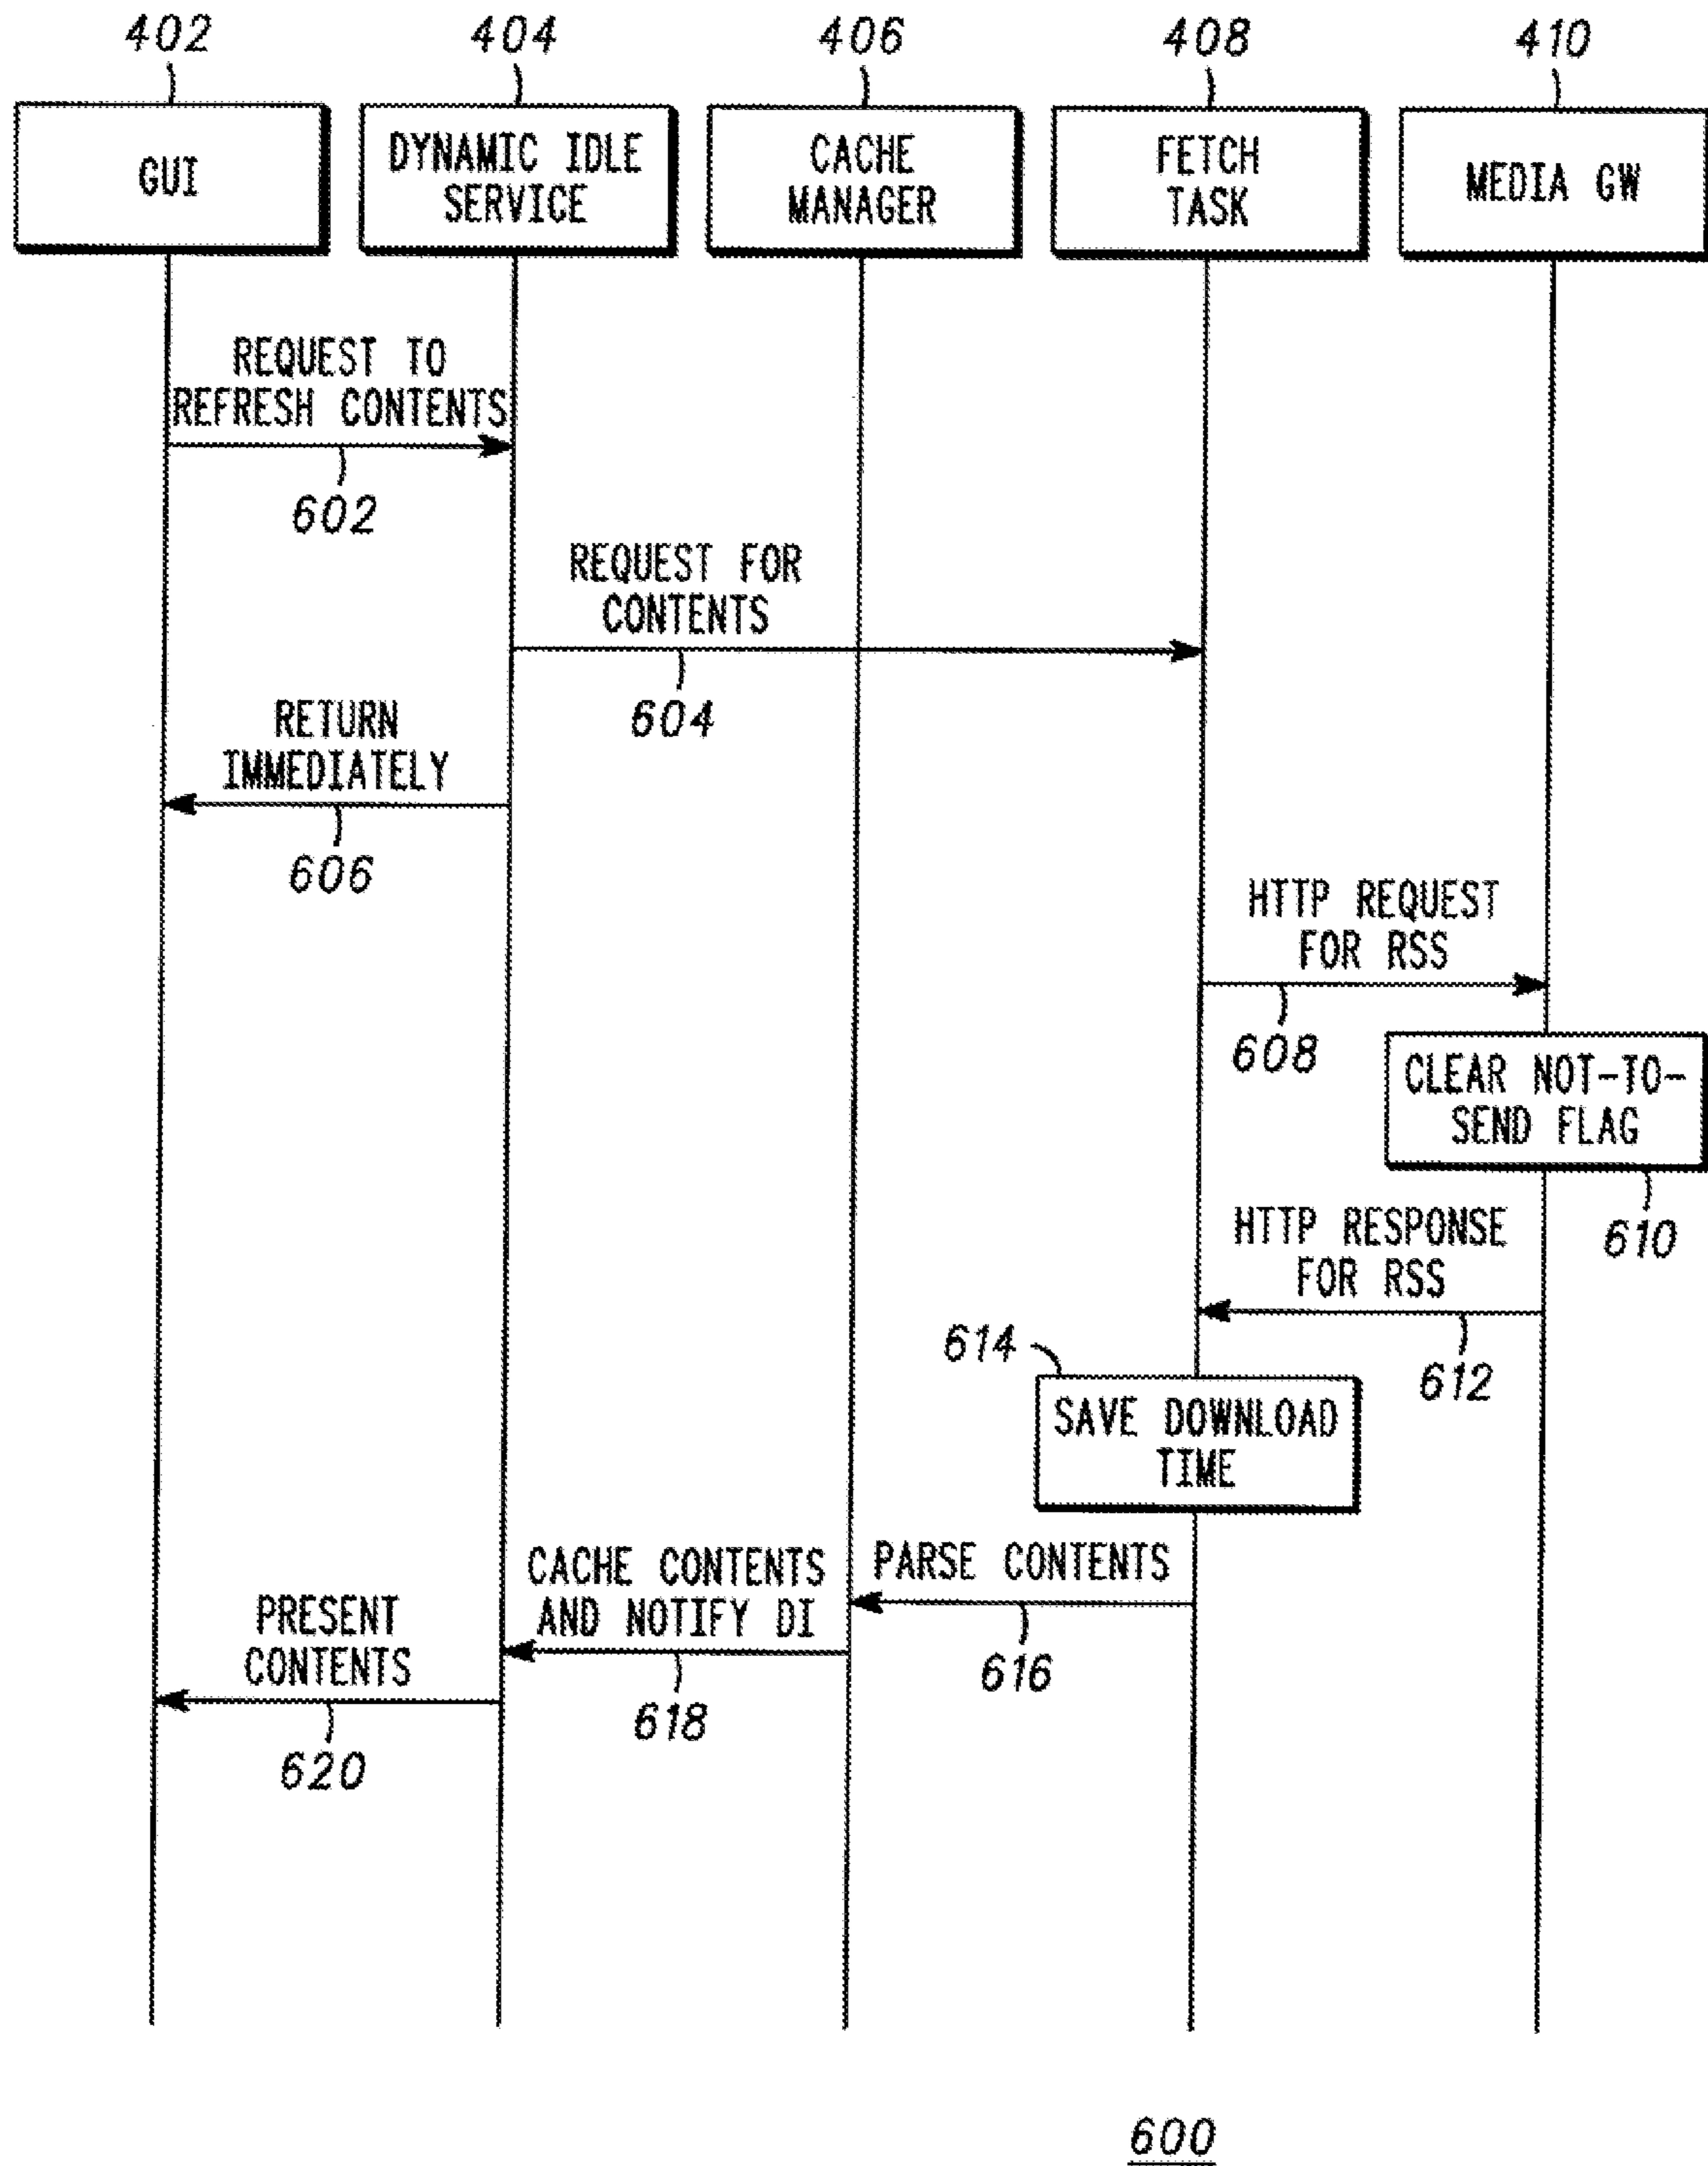 402
404
406
408
410
GUI
DYNAMIC IDLE
SERVICE
CACHE
MANAGER
FETCH
TASK
MEDIA GW
REQUEST TO
REFRESH CONTENTS
602
REQUEST FOR
CONTENTS
604
RETURN
IMMEDIATELY
606
HTTP REQUEST
FOR RSS
608
CLEAR NOT-TO-
SEND FLAG
610
HTTP RESPONSE
FOR RSS
612
614
SAVE DOWNLOAD
TIME
PARSE CONTENTS
616
CACHE CONTENTS
AND NOTIFY DI
618
PRESENT
CONTENTS
620
600